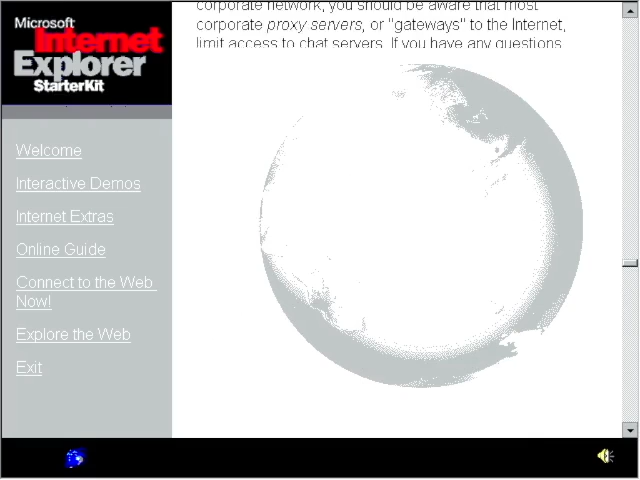 Microsoft
Internet
Explorer
StarterKit
Welcome
Interactive Demos
Internet Extras
Online Guide
Connect to the Web
Now!
Explore the Web
Exit
corporate network, you should be aware that most
corporate proxy servers, or "gateways" to the Internet,
limit access to chat servers. If you have any questions